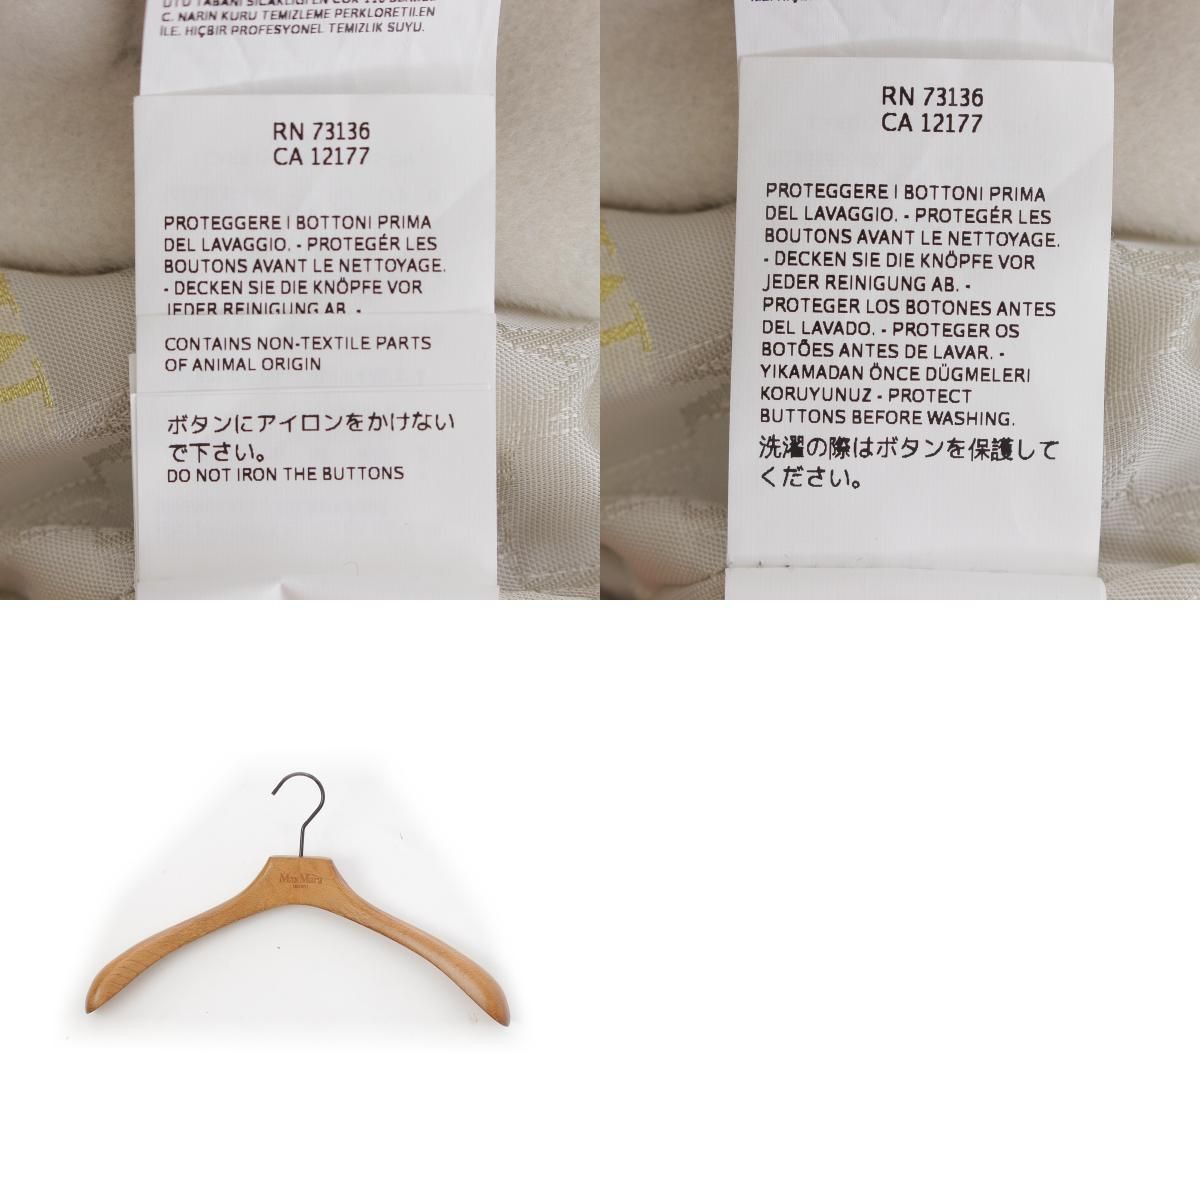 C. NARIN KURU TEMIZLEME PERKLORETILEN
ILE. HIÇBIR PROFESYONEL TEMIZLIK SUYU.
RN 73136
CA 12177
PROTEGGERE I BOTTONI PRIMA
DEL LAVAGGIO. - PROTEGÉR LES
BOUTONS AVANT LE NETTOYAGE.
- DECKEN SIE DIE KNÖPFE VOR
JEDER REINIGUNG AB. -
CONTAINS NON-TEXTILE PARTS
OF ANIMAL ORIGIN
ボタンにアイロンをかけない
で下さい。
DO NOT IRON THE BUTTONS
RN 73136
CA 12177
PROTEGGERE I BOTTONI PRIMA
DEL LAVAGGIO. - PROTEGÉR LES
BOUTONS AVANT LE NETTOYAGE.
- DECKEN SIE DIE KNÖPFE VOR
JEDER REINIGUNG AB. -
PROTEGER LOS BOTONES ANTES
DEL LAVADO. - PROTEGER OS
BOTÕES ANTES DE LAVAR. -
YIKAMADAN ÖNCE DÜGMELERI
KORUYUNUZ - PROTECT
BUTTONS BEFORE WASHING.
洗濯の際はボタンを保護して
ください。
MaxMara